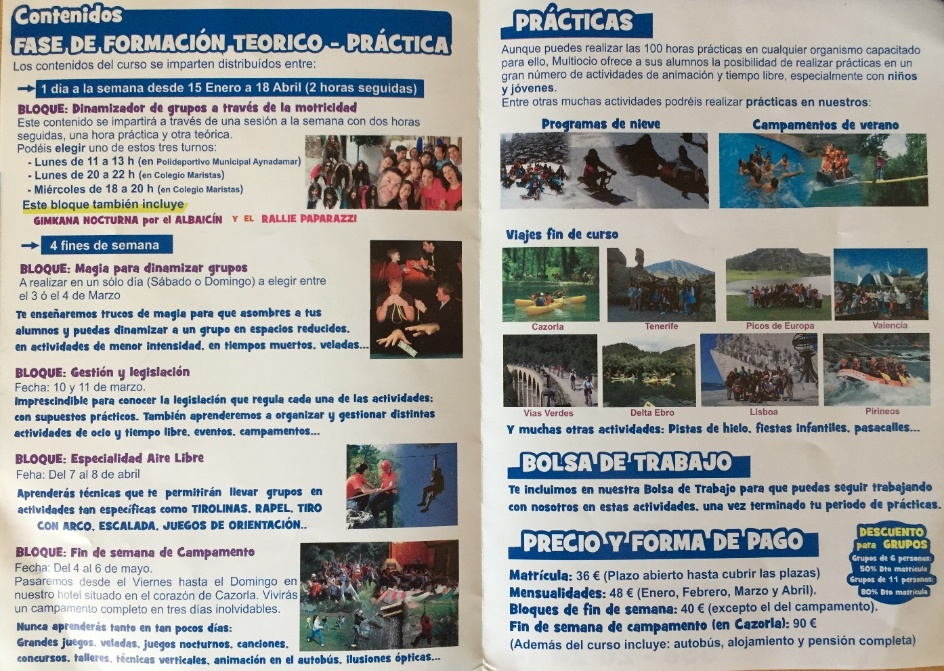 Contenidos
FASE DE FORMACIÓN TEORICO - PRÁCTICA
Los contenidos del curso se imparten distribuídos entre:
1 dia a la semana desde 15 Enero a 18 Abril (2 horas seguidas)
BLOQUE: Dinamizador de grupos a través de la motricidad
Este contenido se impartirá a través de una sesión a la semana con dos horas
seguidas, una hora práctica y otra teórica.
Podéis elegir uno de estos tres turnos:
- Lunes de 11 a 13 h (en Polideportivo Municipal Aynadamar)
- Lunes de 20 a 22 h (en Colegio Maristas)
- Miércoles de 18 a 20 h (en Colegio Maristas)
Este bloque también incluye
GIMKANA NOCTURNA por el ALBAICÍN Y EL RALLIE PAPARAZZI
4 fines de semana
BLOQUE: Magia para dinamizar grupos
A realizar en un sólo día (Sábado o Domingo) a elegir entre
el 3 ó el 4 de Marzo
Te enseñaremos trucos de magia para que asombres a tus
alumnos y puedas dinamizar a un grupo en espacios reducidos,
en actividades de menor intensidad, en tiempos muertos, veladas...
BLOQUE: Gestión y legislación
Fecha: 10 y 11 de marzo.
Imprescindible para conocer la legislación que regula cada una de las actividades:
con supuestos prácticos. También aprenderemos a organizar y gestionar distintas
actividades de ocio y tiempo libre, eventos, campamentos...
BLOQUE: Especialidad Aire Libre
Feha: Del 7 al 8 de abril
Aprenderás técnicas que te permitirán llevar grupos en
actividades tan específicas como TIROLINAS, RAPEL, TIRO
CON ARCO, ESCALADA, JUEGOS DE ORIENTACIÓN..
BLOQUE: Fin de semana de Campamento
Fecha: Del 4 al 6 de mayo.
Pasaremos desde el Viernes hasta el Domingo en
nuestro hotel situado en el corazón de Cazorla. Vivirás
un campamento completo en tres días inolvidables.
Nunca aprenderás tanto en tan pocos días:
Grandes juegos, veladas, juegos nocturnos, canciones,
concursos, talleres, técnicas verticales, animación en el autobús, ilusiones ópticas...
PRÁCTICAS
Aunque puedes realizar las 100 horas prácticas en cualquier organismo capacitado
para ello, Multiocio ofrece a sus alumnos la posibilidad de realizar prácticas en un
gran número de actividades de animación y tiempo libre, especialmente con niños
y jóvenes.
Entre otras muchas actividades podréis realizar prácticas en nuestros:
Programas de nieve Campamentos de verano
Viajes fin de curso
Cazorla Tenerife Picos de Europa Valencia
Vias Verdes Delta Ebro Lisboa Pirineos
Y muchas otras actividades: Pistas de hielo, fiestas infantiles, pasacalles...
BOLSA DE TRABAJO
Te incluimos en nuestra Bolsa de Trabajo para que puedas seguir trabajando
con nosotros en estas actividades, una vez terminado tu periodo de prácticas.
PRECIO Y FORMA DE PAGO
DESCUENTO
para GRUPOS
Grupos de 6 personas:
50% Dto matrícula
Grupos de 11 personas:
80% Dto matrícula
Matrícula: 36 € (Plazo abierto hasta cubrir las plazas)
Mensualidades: 48 € (Enero, Febrero, Marzo y Abril).
Bloques de fin de semana: 40 € (excepto el del campamento).
Fin de semana de campamento (en Cazorla): 90 €
(Además del curso incluye: autobús, alojamiento y pensión completa)